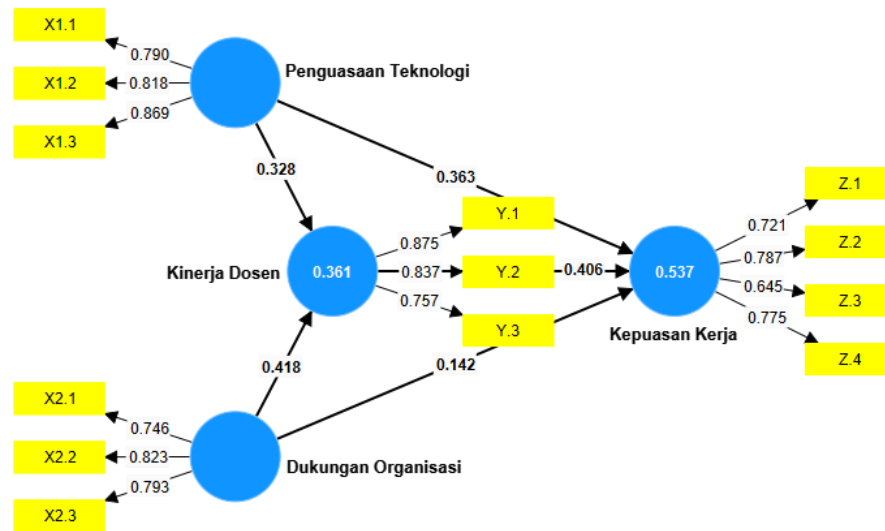 X1.1
0.790
X1.2
0.818
X1.3
0.869
Penguasaan Teknologi
0.328
0.363
Kinerja Dosen
0.361
0.875
Y.1
0.837
Y.2
0.406
0.757
Y.3
0.537
Kepuasan Kerja
0.721
Z.1
0.787
Z.2
0.645
Z.3
0.775
Z.4
0.418
0.142
X2.1
0.746
X2.2
0.823
X2.3
0.793
Dukungan Organisasi